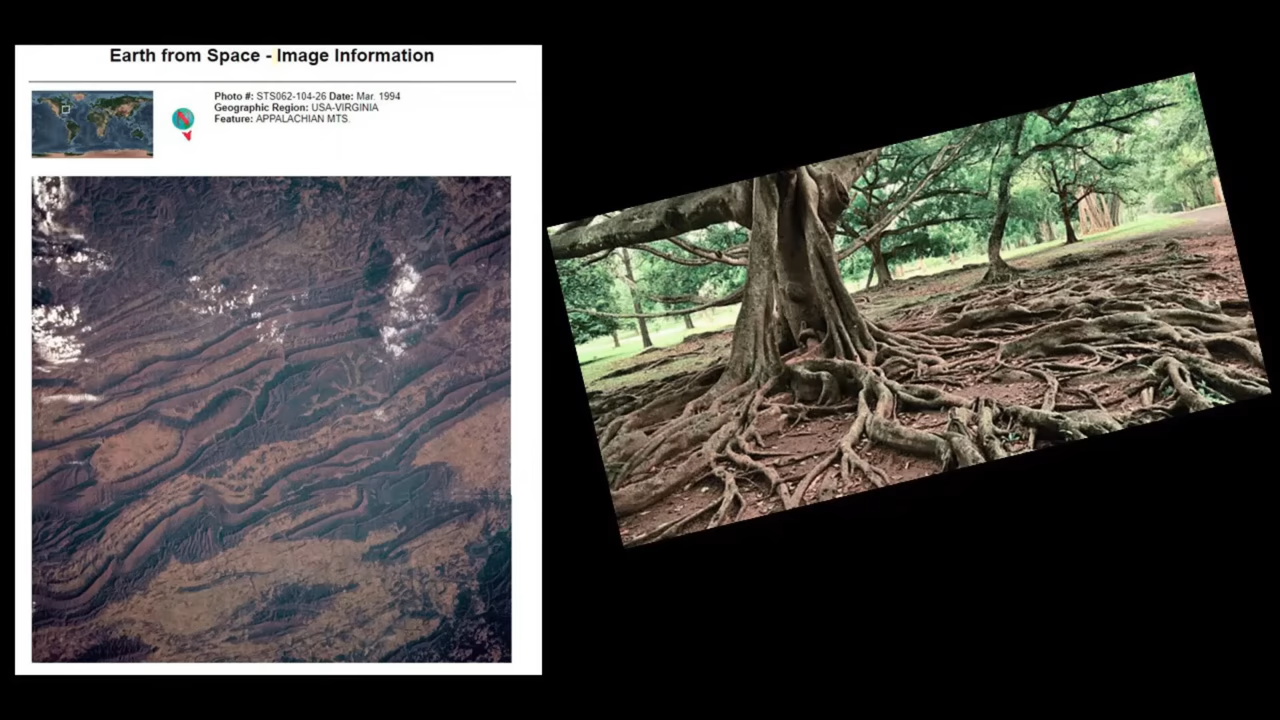 Earth from Space - Image Information
Photo #: STS062-104-26 Date: Mar. 1994
Geographic Region: USA-VIRGINIA
Feature: APPALACHIAN MTS.